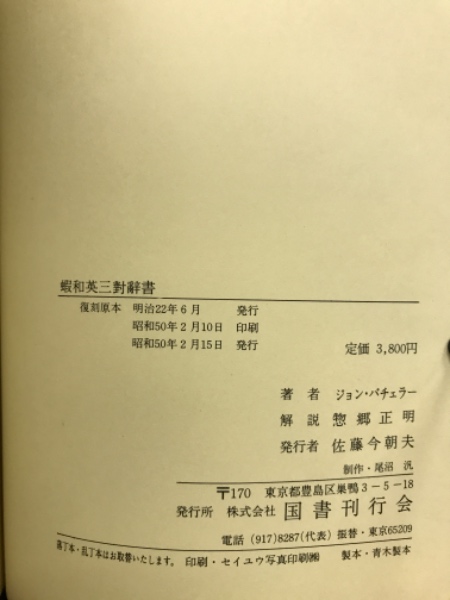 蝦和英三對辭書
復刻原本 明治22年6月 発行
昭和50年2月10日 印刷
昭和50年2月15日 発行
定価 3,800円
著者 ジョン・バチェラー
解説 惣郷正明
発行者 佐藤今朝夫
制作・尾沼 汎
〒170 東京都豊島区巣鴨3-5-18
発行所 株式会社 国書刊行会
電話 (917)8287(代表) 振替・東京65209
落丁本・乱丁本はお取替いたします。 印刷・セイユウ写真印刷㈱ 製本・青木製本